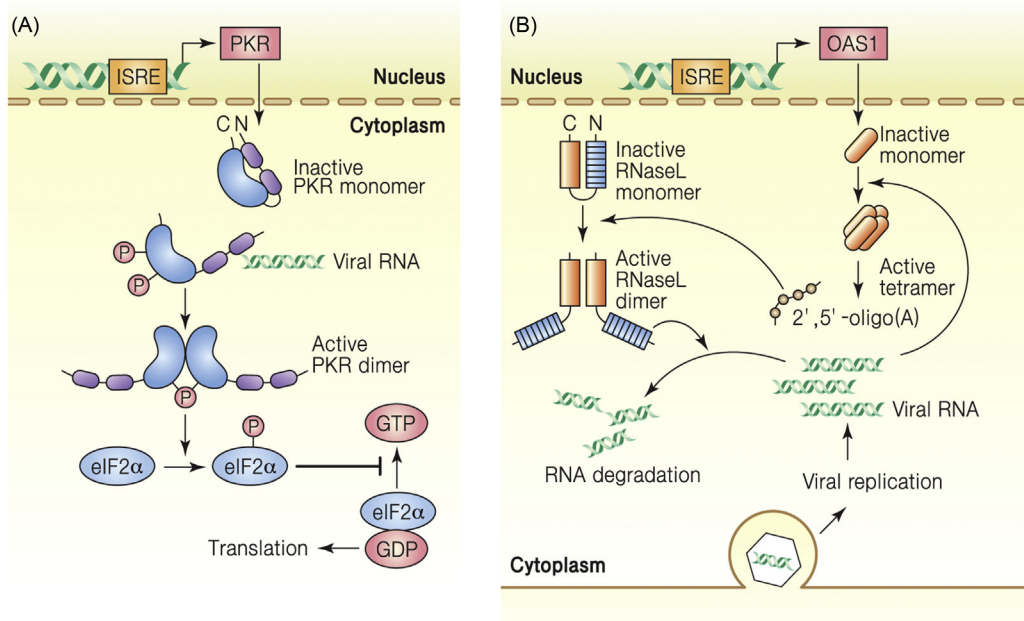 (A)
PKR
ISRE
Nucleus
Cytoplasm
C N
Inactive
PKR monomer
P
P
Viral RNA
Active
PKR dimer
P
P
GTP
eIF2α
eIF2α
eIF2α
Translation
GDP
(B)
OAS1
Nucleus
ISRE
C N
Inactive
RNaseL
monomer
Inactive
monomer
Active
RNaseL
dimer
Active
tetramer
2',5'-oligo(A)
Viral RNA
RNA degradation
Viral replication
Cytoplasm